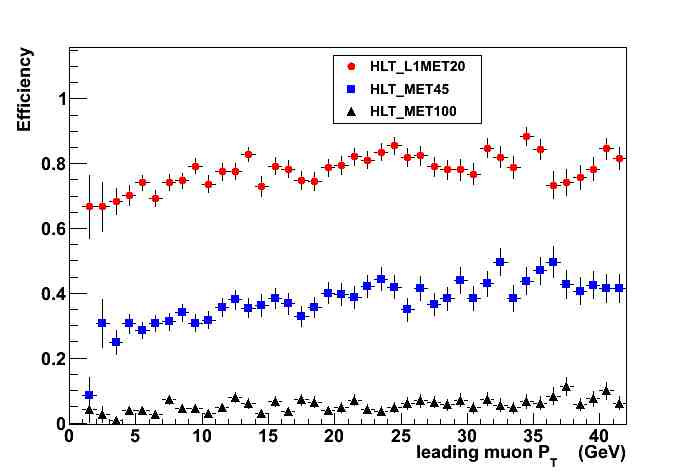 Efficiency
HLT_L1MET20
HLT_MET45
HLT_MET100
1
0.8
0.6
0.4
0.2
0
0 5 10 15 20 25 30 35 40
leading muon P_T (GeV)